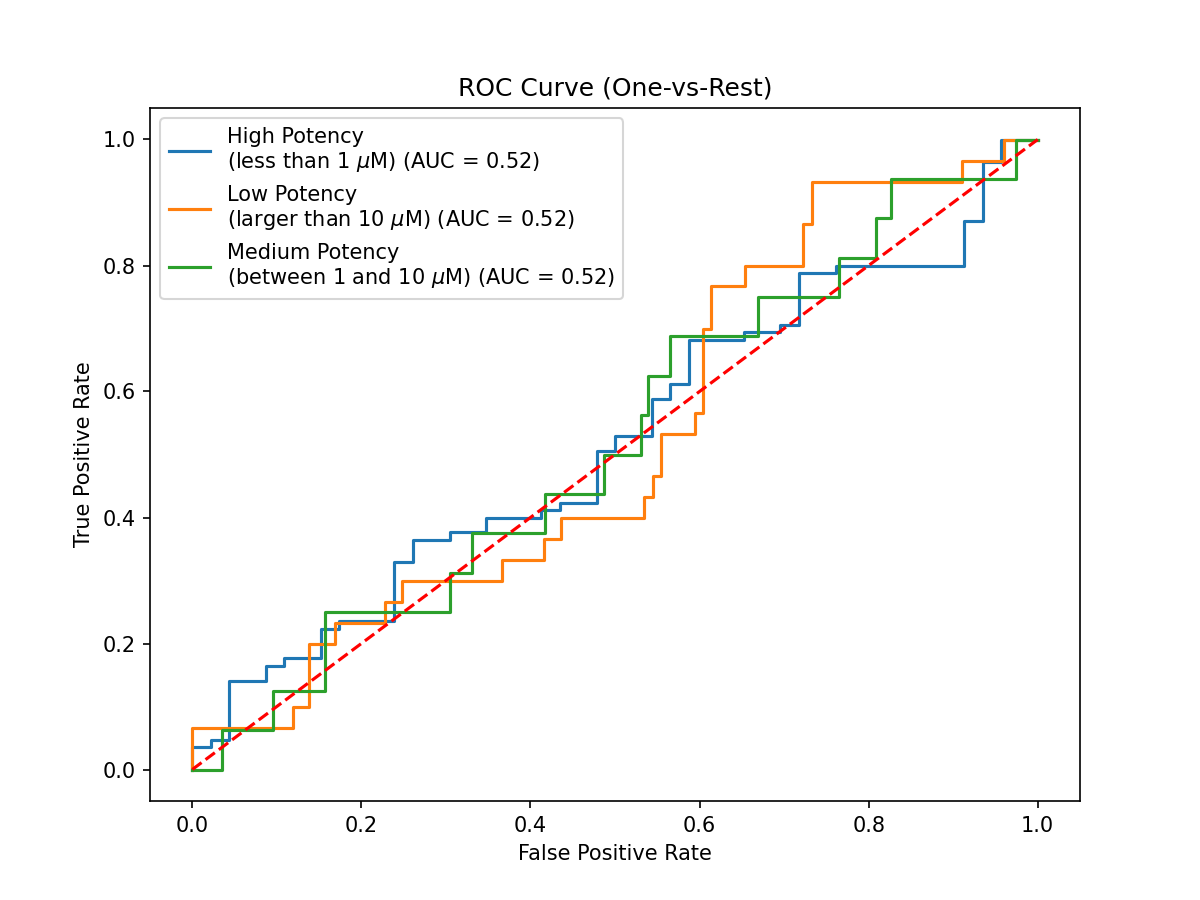 ROC Curve (One-vs-Rest)
High Potency
(less than 1 μM) (AUC = 0.52)
Low Potency
(larger than 10 μM) (AUC = 0.52)
Medium Potency
(between 1 and 10 μM) (AUC = 0.52)
True Positive Rate
1.0
0.8
0.6
0.4
0.2
0.0
0.0 0.2 0.4 0.6 0.8 1.0
False Positive Rate